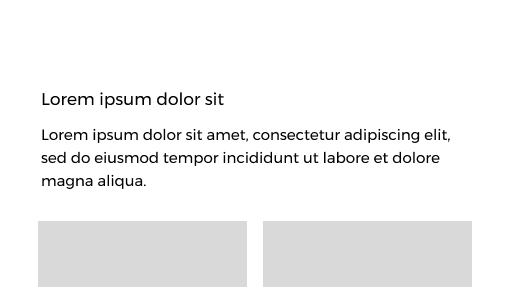 Lorem ipsum dolor sit
Lorem ipsum dolor sit amet, consectetur adipiscing elit,
sed do eiusmod tempor incididunt ut labore et dolore
magna aliqua.